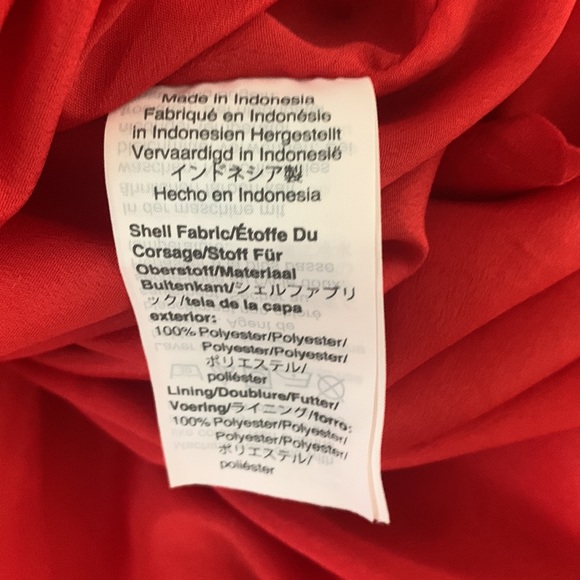 Made in Indonesia
Fabriqué en Indonésie
in Indonesien Hergestellt
Vervaardigd in Indonesië
インドネシア製
Hecho en Indonesia
Shell Fabric/Étoffe Du
Corsage/Stoff Für
Oberstoff/Materiaal
Buitenkant/シェルファブリ
ック/tela de la capa
exterior:
100% Polyester/Polyester/
Polyester/Polyester/
ポリエステル/
poliéster
Lining/Doublure/Futter/
Voering/ライニング/forro:
100% Polyester/Polyester/
Polyester/Polyester/
ポリエステル/
poliéster